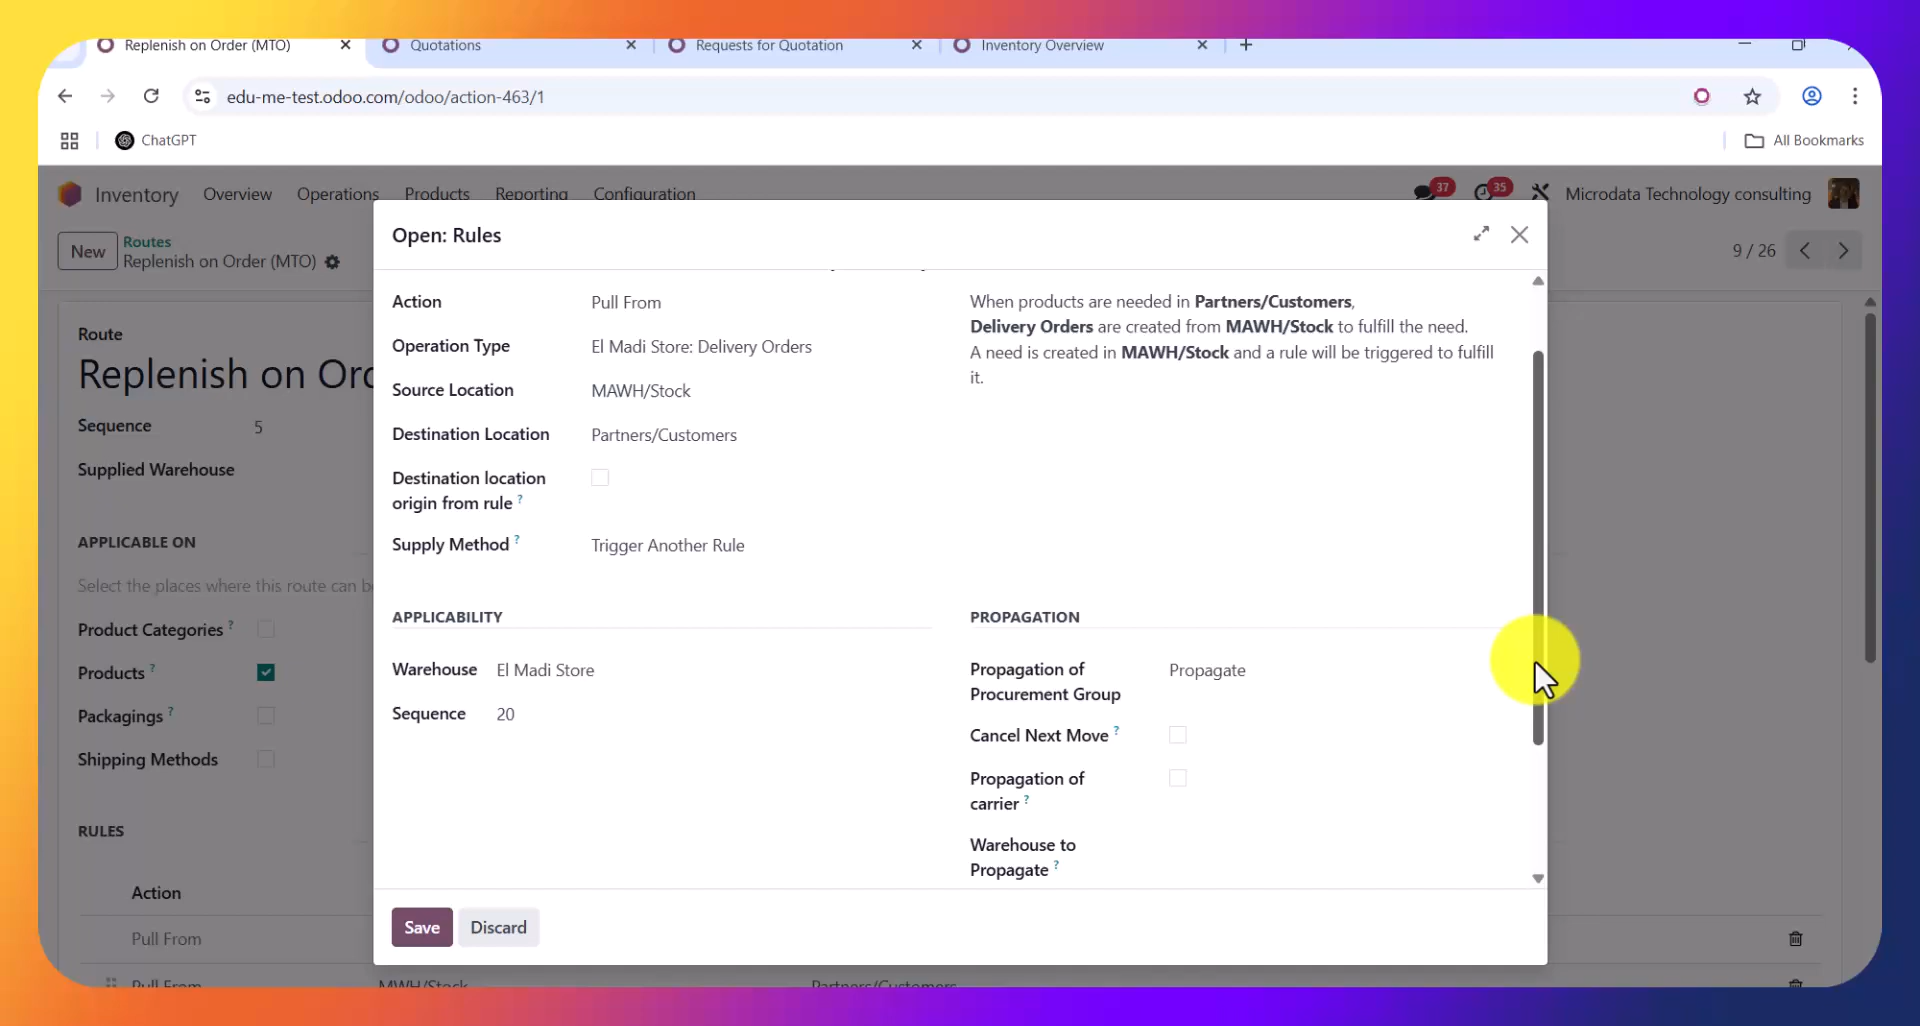 Replenish on Order (MTO)
Quotations
Requests for Quotation
Inventory Overview
edu-me-test.odoo.com/odoo/action-463/1
ChatGPT
All Bookmarks
Inventory
Overview
Operations
Products
Reporting
Configuration
37
35
Microdata Technology consulting
New
Routes
Replenish on Order (MTO)
9 / 26
Open: Rules
Route
Replenish on Orc
Sequence
5
Supplied Warehouse
APPLICABLE ON
Select the places where this route can be
Product Categories ?
Products ?
Packagings ?
Shipping Methods
RULES
Action
Pull From
Pull From
MWH/Stock
Partners/Customers
Action
Pull From
Operation Type
El Madi Store: Delivery Orders
Source Location
MAWH/Stock
Destination Location
Partners/Customers
Destination location
origin from rule ?
Supply Method ?
Trigger Another Rule
When products are needed in Partners/Customers,
Delivery Orders are created from MAWH/Stock to fulfill the need.
A need is created in MAWH/Stock and a rule will be triggered to fulfill
it.
APPLICABILITY
Warehouse
El Madi Store
Sequence
20
PROPAGATION
Propagation of
Procurement Group
Propagate
Cancel Next Move ?
Propagation of
carrier ?
Warehouse to
Propagate ?
Save
Discard